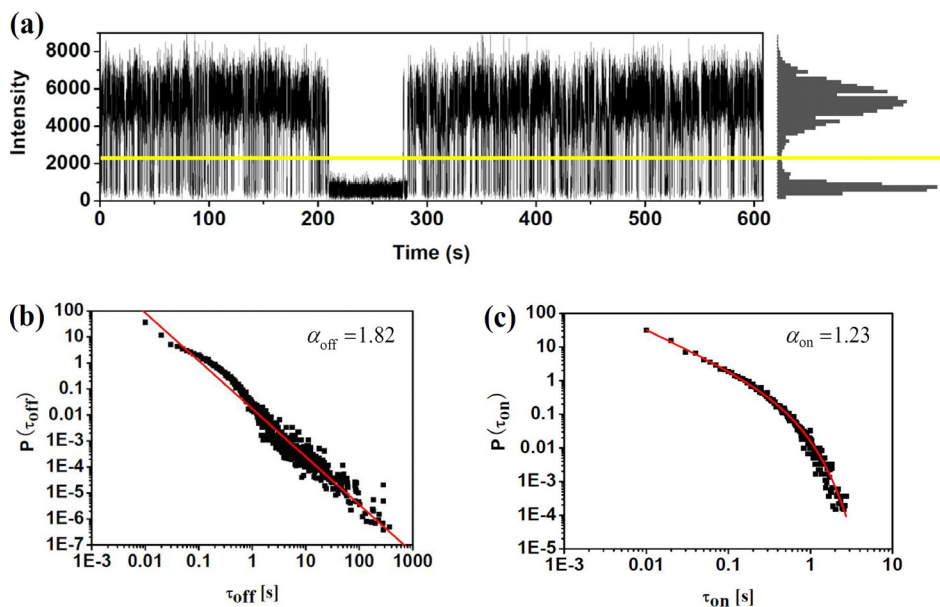 (a)
Intensity
8000
6000
4000
2000
0
0 100 200 300 400 500 600
Time (s)
(b)
P(τoff)
100
10
1
0.1
0.01
1E-3
1E-4
1E-5
1E-6
1E-7
αoff = 1.82
1E-3 0.01 0.1 1 10 100 1000
τoff [s]
(c)
P(τon)
100
10
1
0.1
0.01
1E-3
1E-4
1E-5
αon = 1.23
1E-3 0.01 0.1 1 10
τon [s]